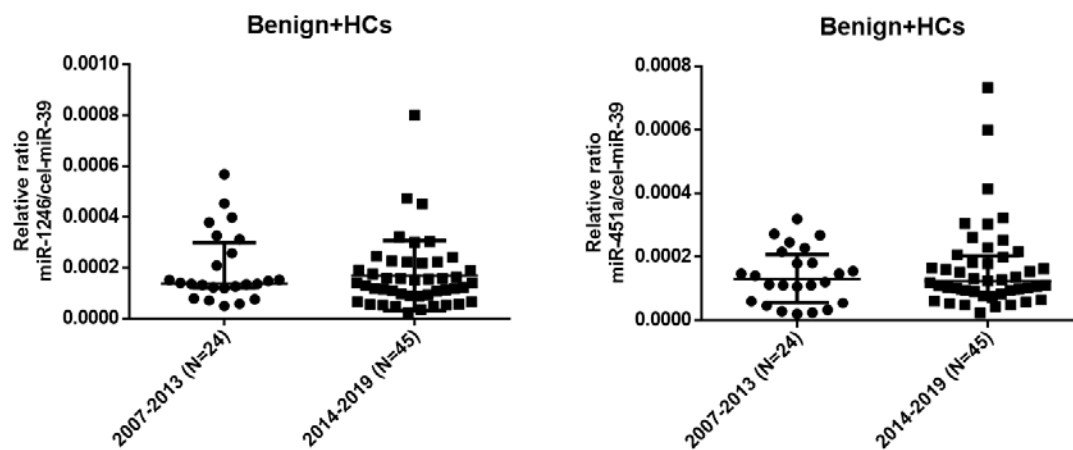 Benign+HCs
Relative ratio
miR-1246/cel-miR-39
0.0010
0.0008
0.0006
0.0004
0.0002
0.0000
2007-2013 (N=24)
2014-2019 (N=45)
Benign+HCs
Relative ratio
miR-451a/cel-miR-39
0.0008
0.0006
0.0004
0.0002
0.0000
2007-2013 (N=24)
2014-2019 (N=45)